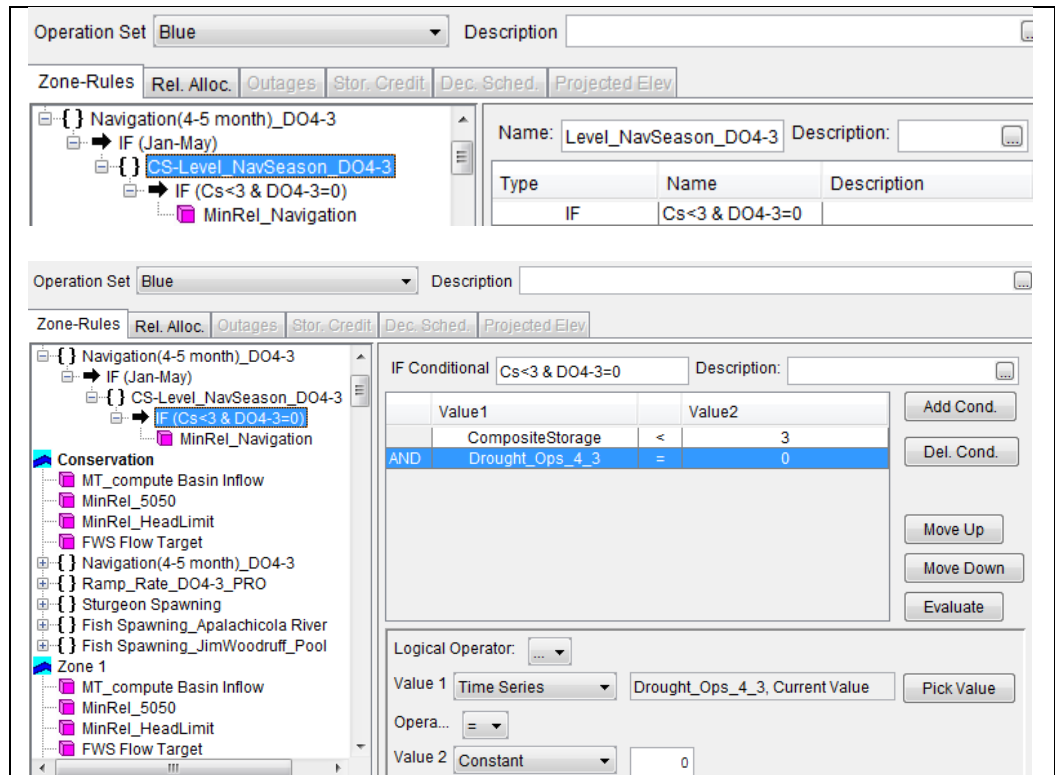 Operation Set Blue Description ...
Zone-Rules Rel. Alloc. Outages Stor. Credit Dec. Sched. Projected Elev
{ } Navigation(4-5 month)_DO4-3
IF (Jan-May)
{ } CS-Level_NavSeason_DO4-3
IF (Cs<3 & DO4-3=0)
MinRel_Navigation
Name: Level_NavSeason_DO4-3 Description: ...
Type Name Description
IF Cs<3 & DO4-3=0
Operation Set Blue Description ...
Zone-Rules Rel. Alloc. Outages Stor. Credit Dec. Sched. Projected Elev
{ } Navigation(4-5 month)_DO4-3
IF (Jan-May)
{ } CS-Level_NavSeason_DO4-3
IF (Cs<3 & DO4-3=0)
MinRel_Navigation
Conservation
MT_compute Basin Inflow
MinRel_5050
MinRel_HeadLimit
FWS Flow Target
{ } Navigation(4-5 month)_DO4-3
{ } Ramp_Rate_DO4-3_PRO
{ } Sturgeon Spawning
{ } Fish Spawning_Apalachicola River
{ } Fish Spawning_JimWoodruff_Pool
Zone 1
MT_compute Basin Inflow
MinRel_5050
MinRel_HeadLimit
FWS Flow Target
IF Conditional Cs<3 & DO4-3=0 Description: ...
Value1 Value2
CompositeStorage < 3
AND Drought_Ops_4_3 = 0
Add Cond.
Del. Cond.
Move Up
Move Down
Evaluate
Logical Operator: ...
Value 1 Time Series Drought_Ops_4_3, Current Value Pick Value
Opera... =
Value 2 Constant 0